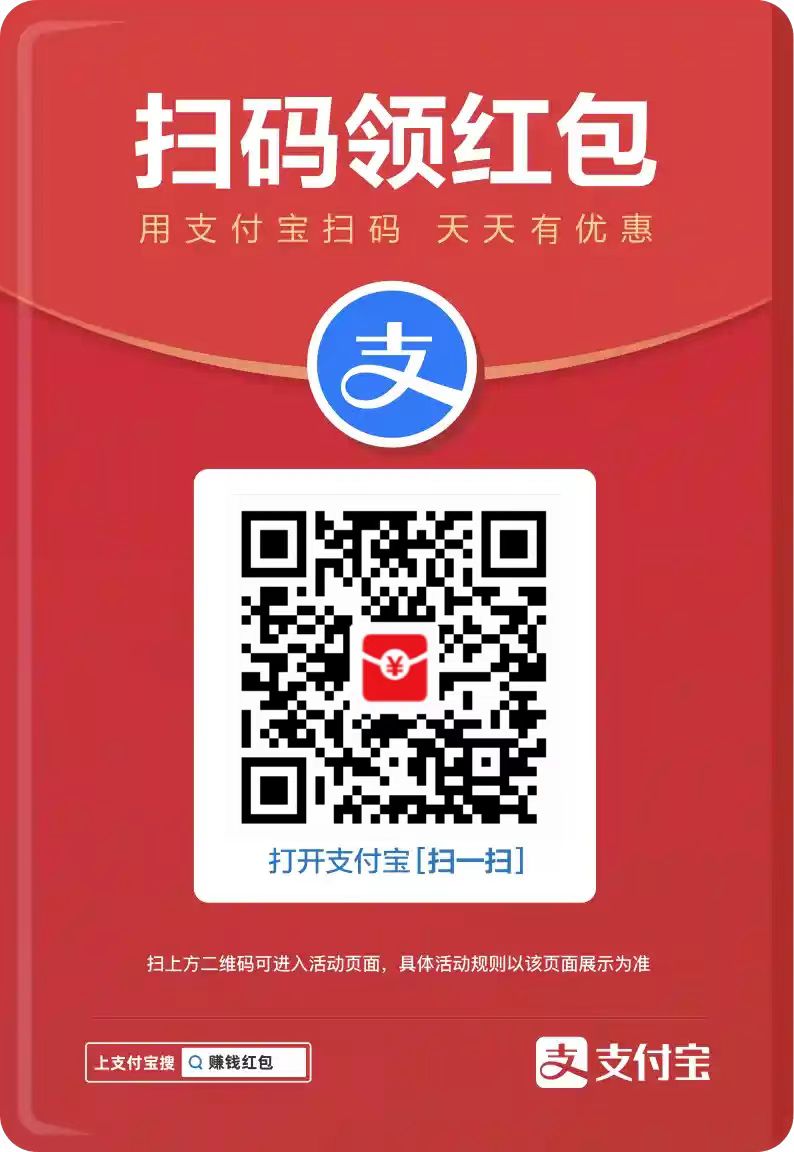 扫码领红包
用支付宝扫码 天天有优惠
支
¥
打开支付宝[扫一扫]
扫上方二维码可进入活动页面，具体活动规则以该页面展示为准
上支付宝搜 赚钱红包
支 支付宝